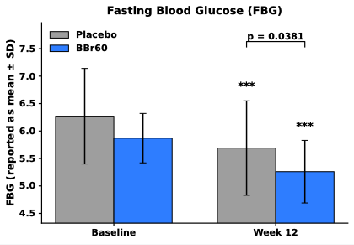 Fasting Blood Glucose (FBG)
FBG (reported as mean ± SD)
7.5
7.0
6.5
6.0
5.5
5.0
4.5
Placebo
BBr60
p = 0.0381
***
***
Baseline
Week 12